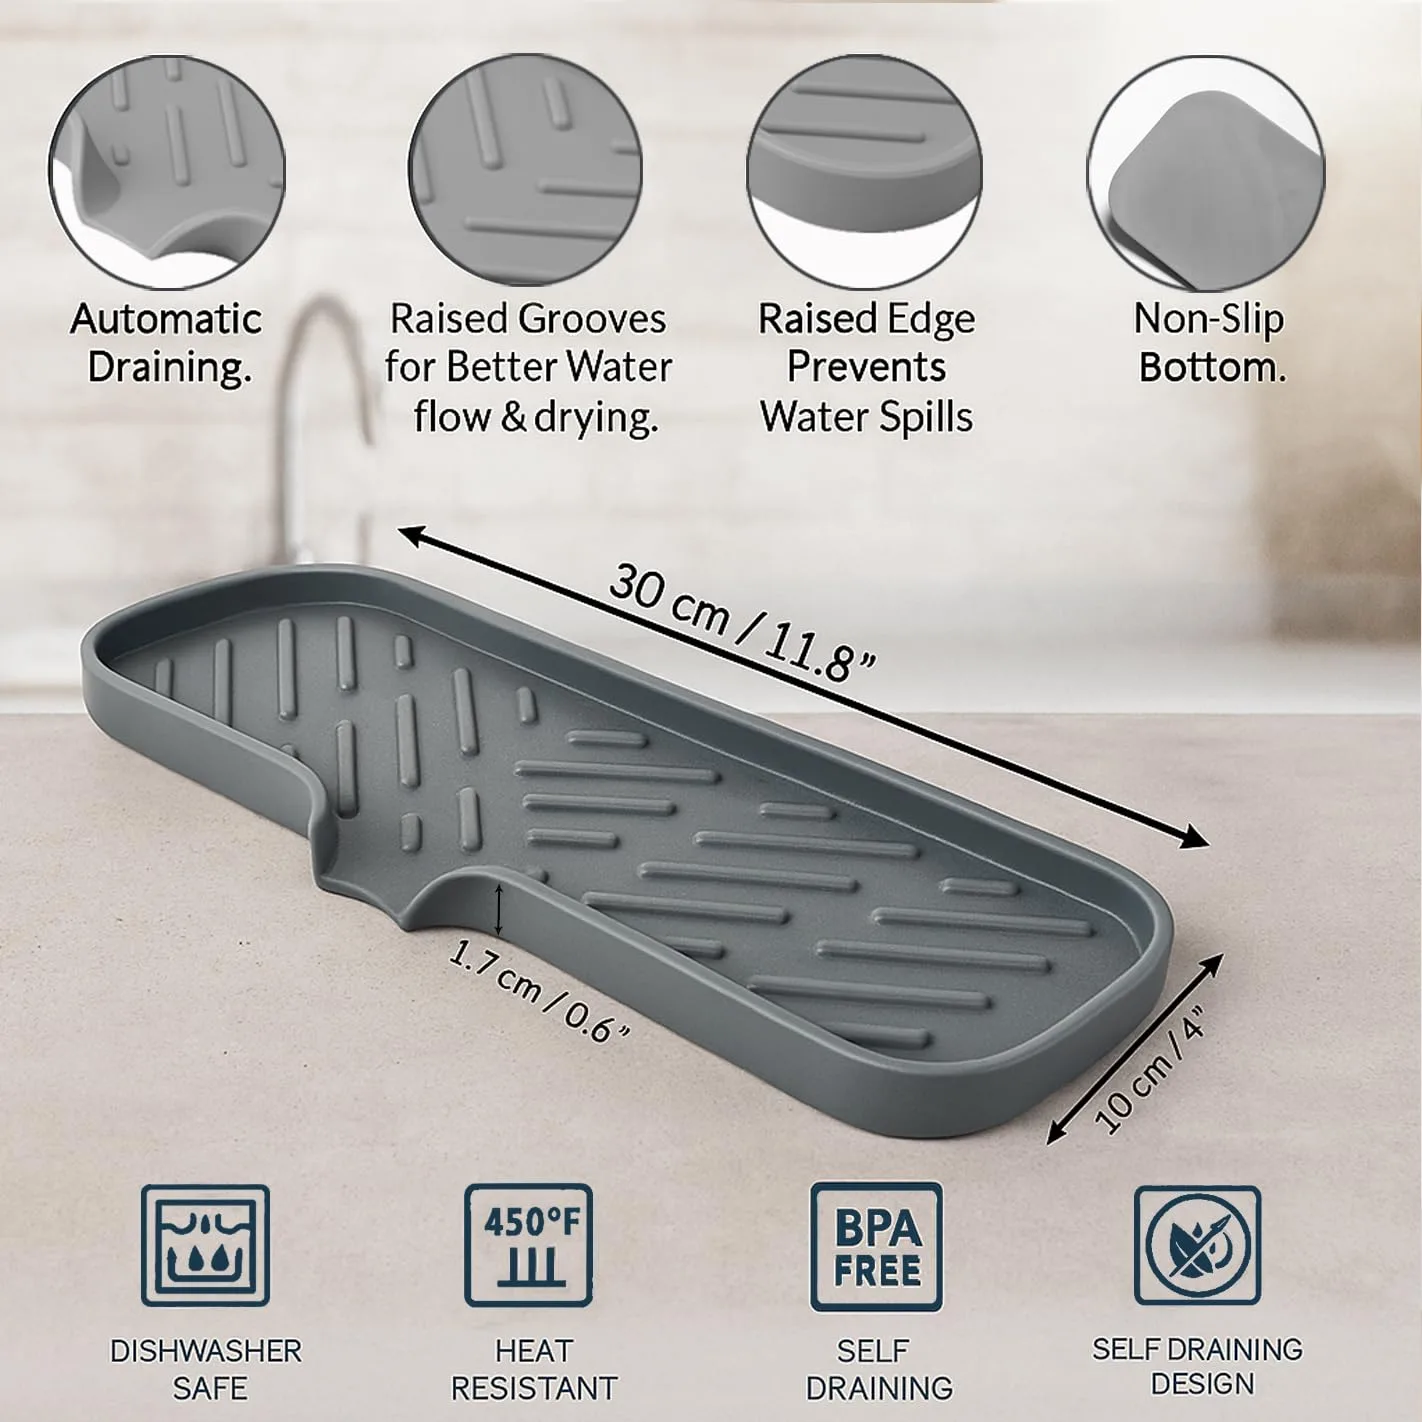 Automatic
Draining.
Raised Grooves
for Better Water
flow & drying.
Raised Edge
Prevents
Water Spills
Non-Slip
Bottom.
30 cm / 11.8”
1.7 cm / 0.6”
10 cm / 4”
450°F
BPA
FREE
DISHWASHER
SAFE
HEAT
RESISTANT
SELF
DRAINING
SELF DRAINING
DESIGN